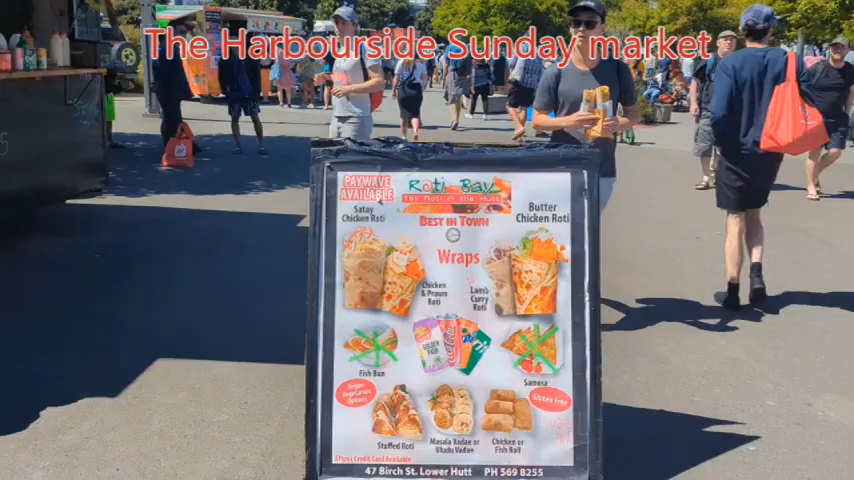 The Harbourside Sunday market
PAYWAVE
AVAILABLE
Roti Bay
1st Roti in the Hutt
BEST IN TOWN
Satay
Chicken Roti
Butter
Chicken Roti
Wraps
Chicken
& Prawn
Roti
Lamb
Curry
Roti
GOLDEN
FISH
Fish Bun
Samosa
Vegan
Vegetarian
Options
Gluten Free
Stuffed Roti
Masala Vadae or
Uludu Vadae
Chicken or
Fish Roll
Eftpos Credit Card Available
47 Birch St. Lower Hutt PH 569 8255